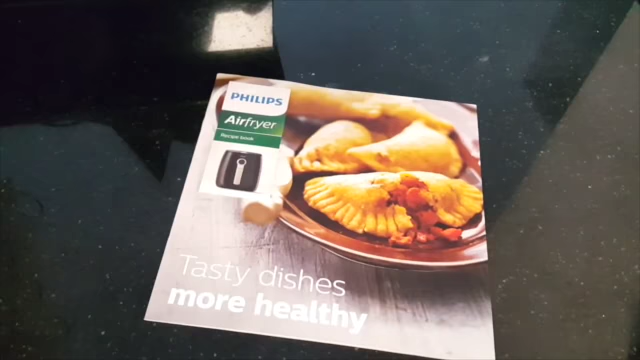 PHILIPS
Airfryer
Recipe book
Tasty dishes
more healthy